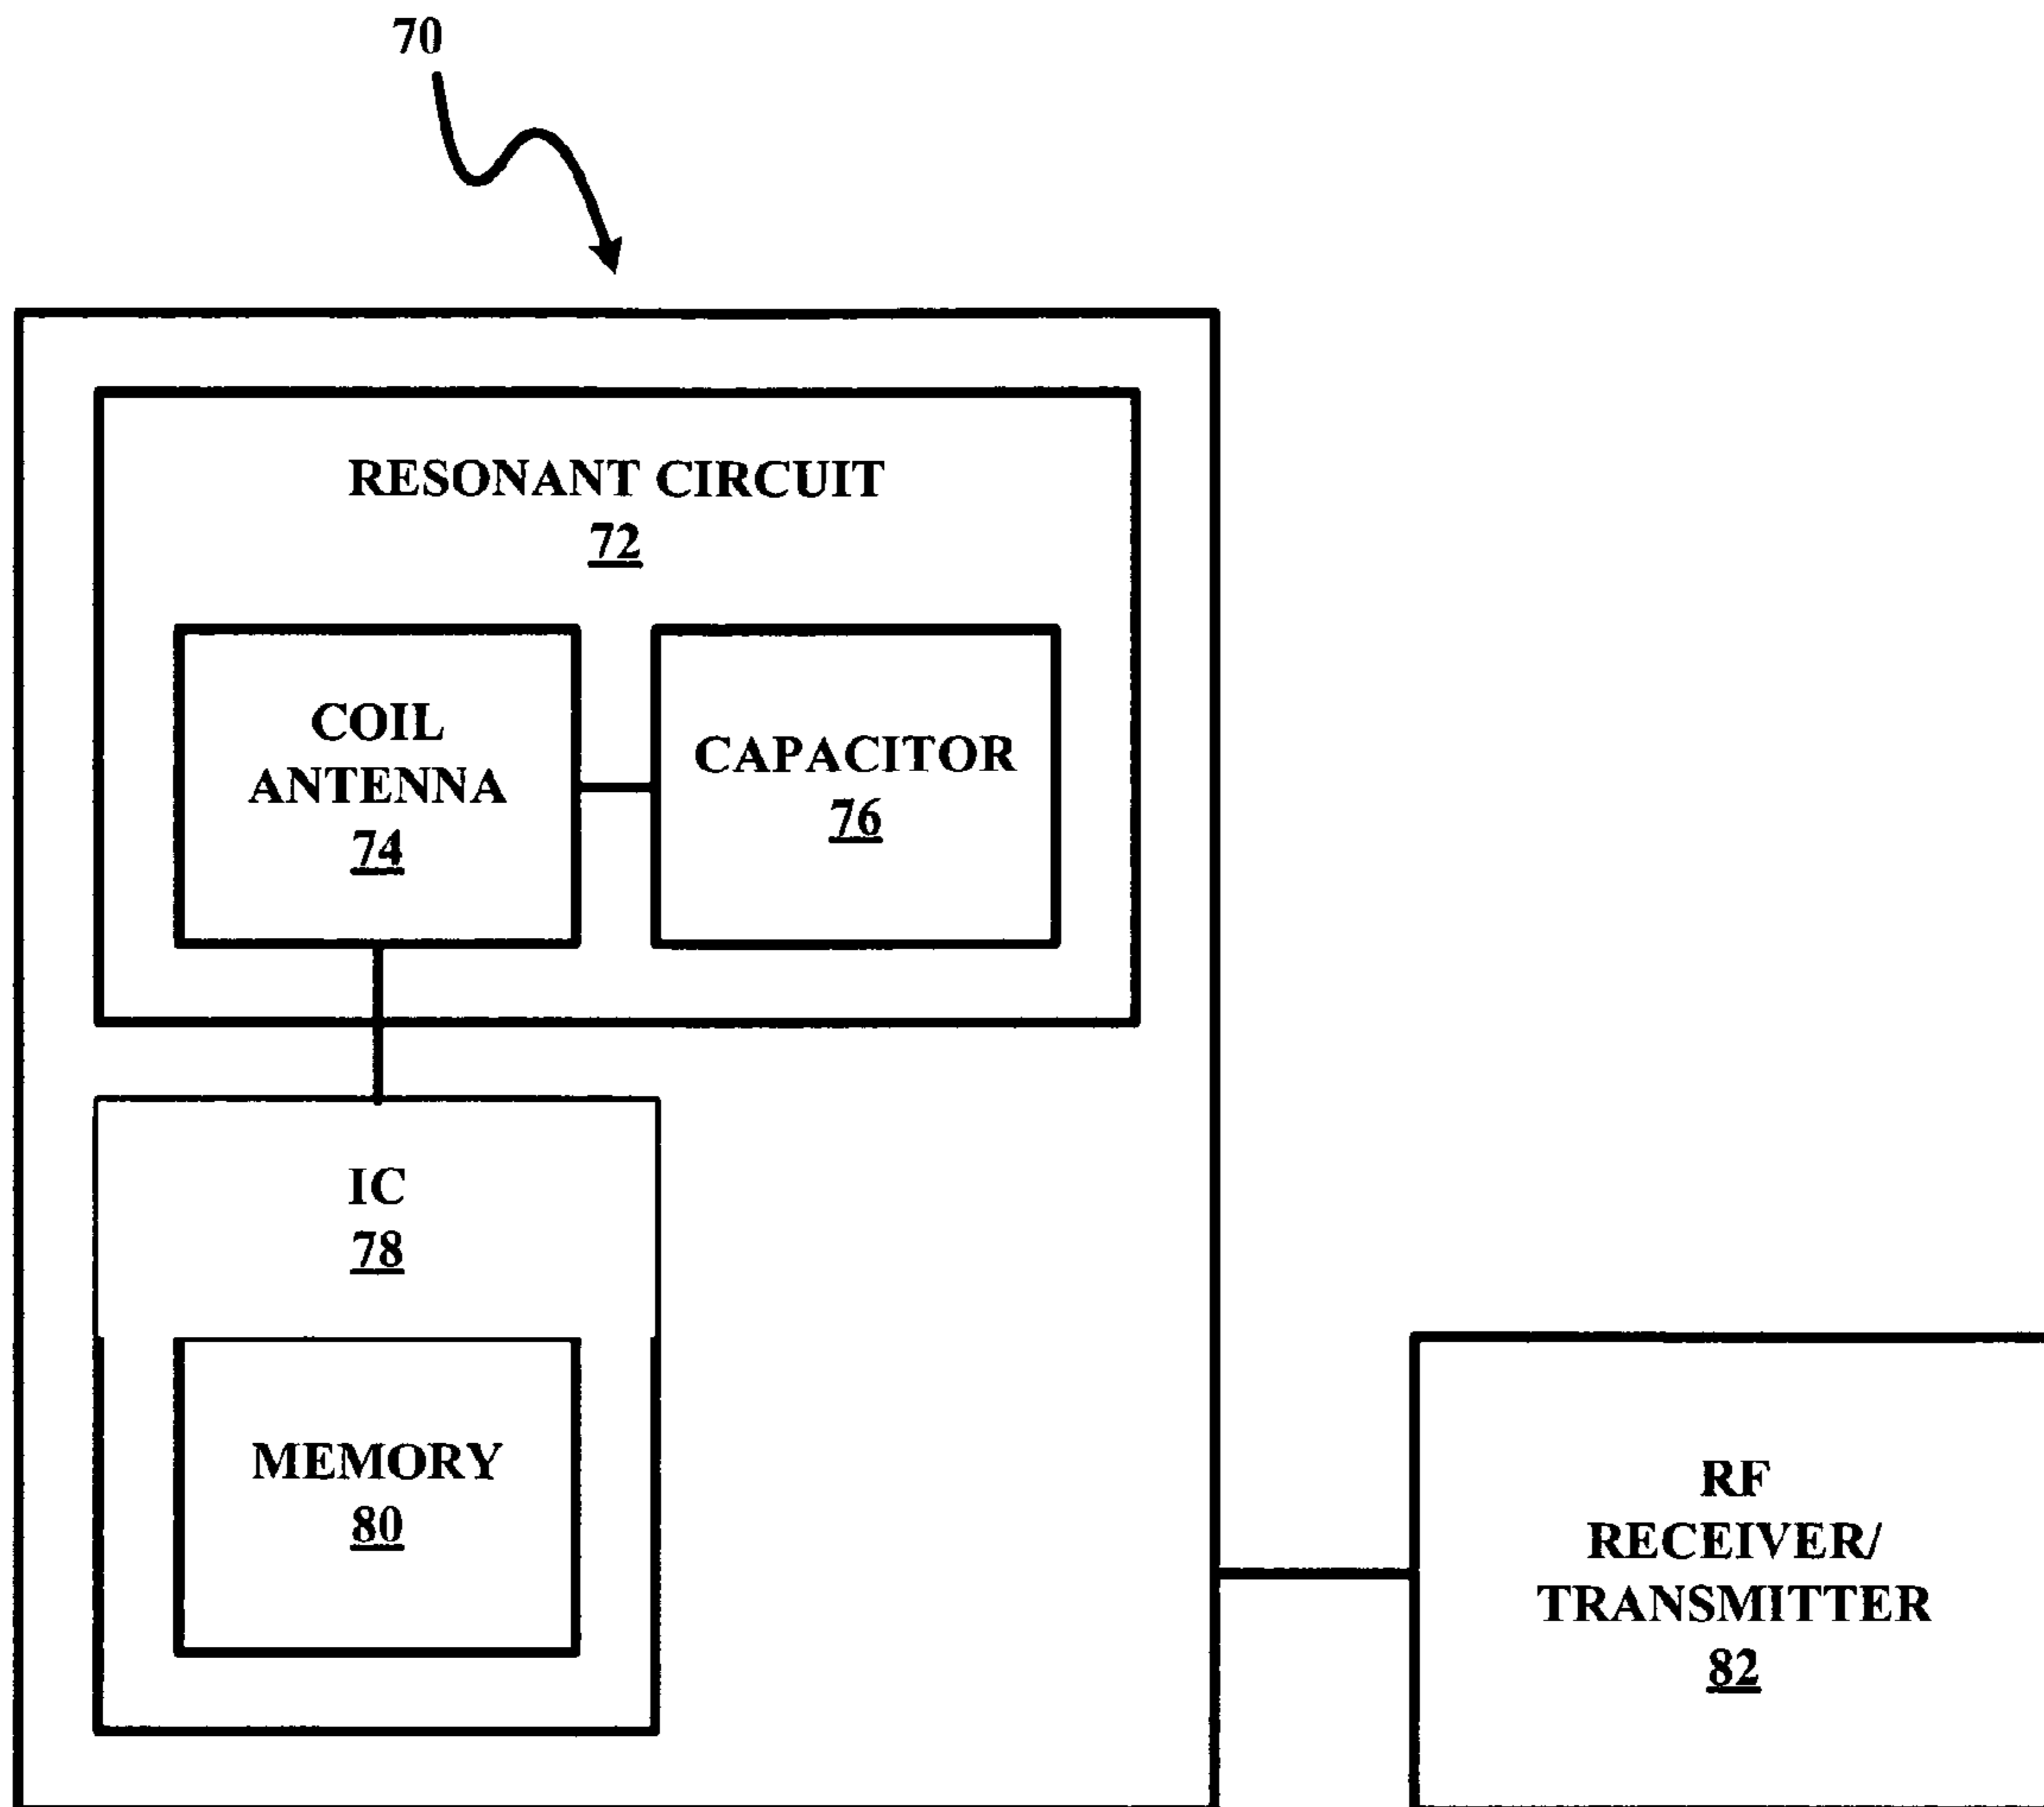 70
RESONANT CIRCUIT
72
COIL
ANTENNA
74
CAPACITOR
76
IC
78
MEMORY
80
RF
RECEIVER/
TRANSMITTER
82